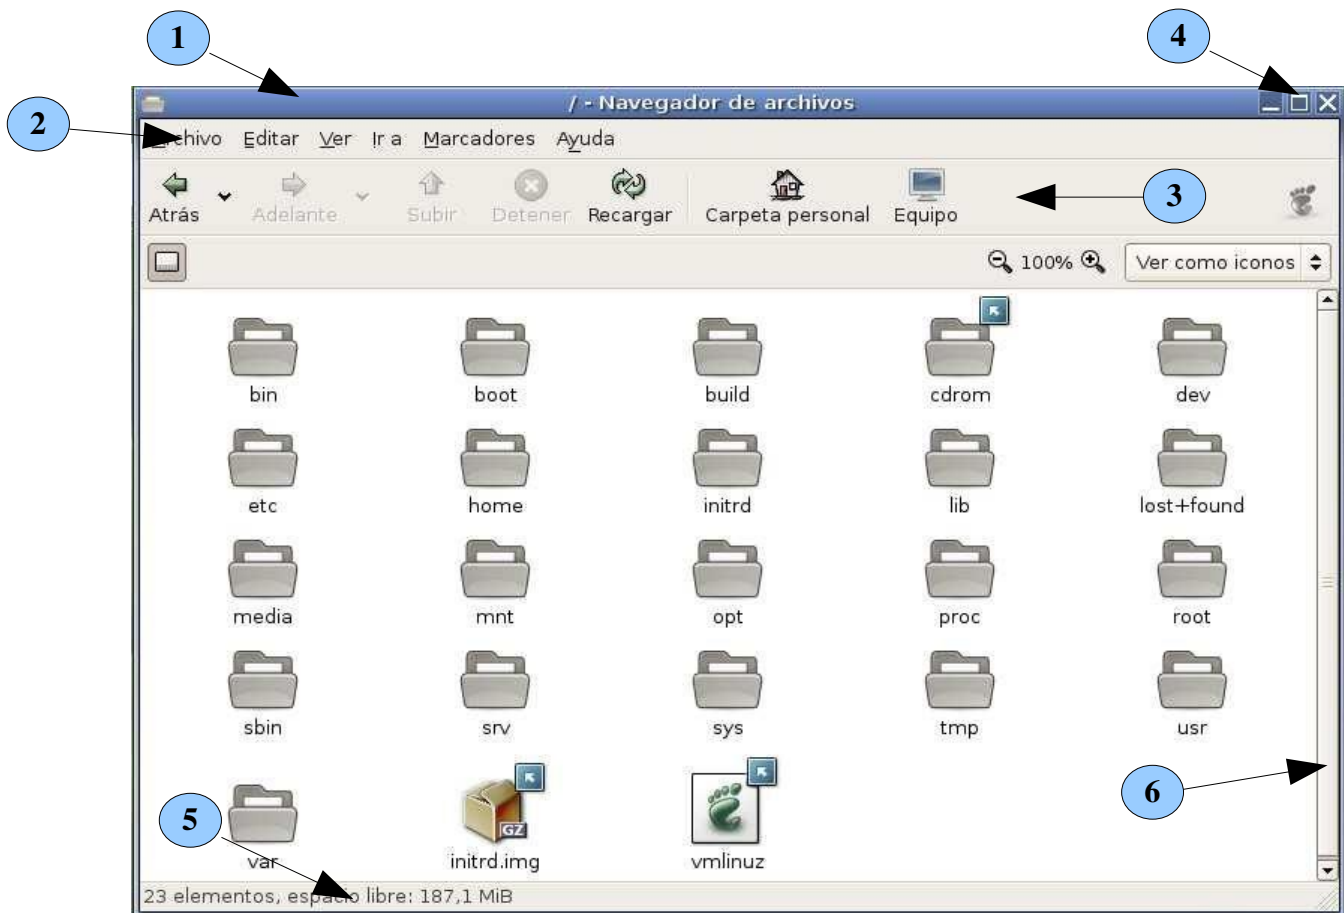 1
4
/ - Navegador de archivos
2
Archivo Editar Ver Ir a Marcadores Ayuda
Atrás Adelante Subir Detener Recargar Carpeta personal Equipo
3
100% Ver como iconos
bin boot build cdrom dev
etc home initrd lib lost+found
media mnt opt proc root
sbin srv sys tmp usr
6
5
GZ
var initrd.img vmlinuz
23 elementos, espacio libre: 187,1 MiB